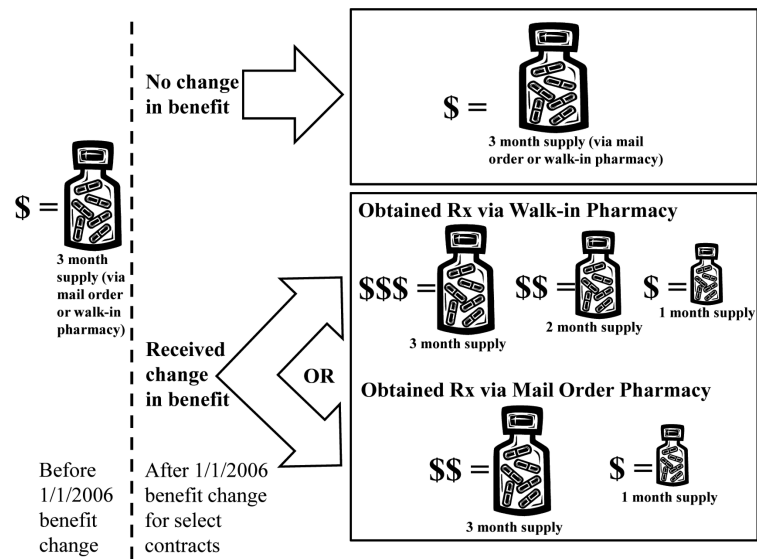 $ =
3 month
supply (via
mail order
or walk-in
pharmacy)
Before
1/1/2006
benefit
change
No change
in benefit
$ =
3 month supply (via mail
order or walk-in pharmacy)
Received
change
in benefit
OR
After 1/1/2006
benefit change
for select
contracts
Obtained Rx via Walk-in Pharmacy
$$$ =
3 month supply
$$ =
2 month supply
$ =
1 month supply
Obtained Rx via Mail Order Pharmacy
$$ =
3 month supply
$ =
1 month supply